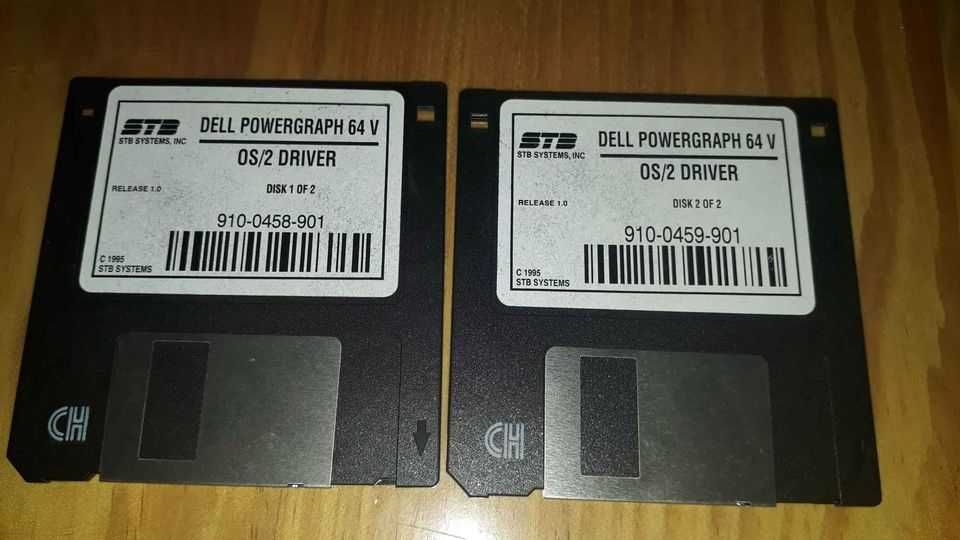 STB
STB SYSTEMS, INC
DELL POWERGRAPH 64 V
OS/2 DRIVER
RELEASE 1.0
DISK 1 OF 2
910-0458-901
C 1995
STB SYSTEMS
CH
STB
STB SYSTEMS, INC
DELL POWERGRAPH 64 V
OS/2 DRIVER
RELEASE 1.0
DISK 2 OF 2
910-0459-901
C 1995
STB SYSTEMS
CH